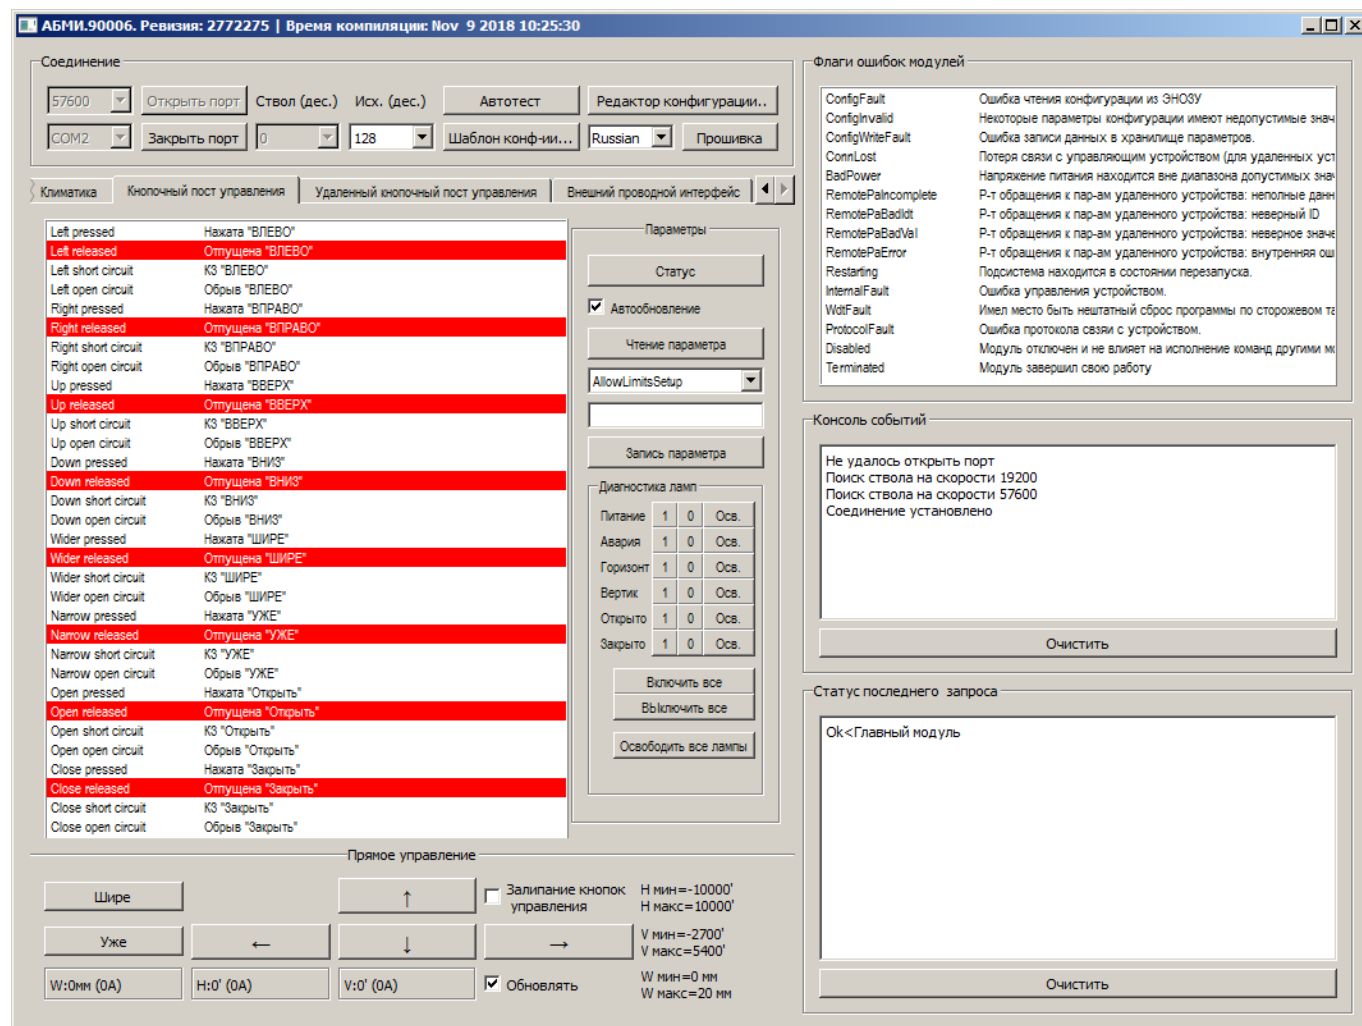 АБМИ.90006. Ревизия: 2772275 | Время компиляции: Nov 9 2018 10:25:30
Соединение
57600 Открыть порт Ствол (дес.) Исх. (дес.) Автотест Редактор конфигурации..
COM2 Закрыть порт 0 128 Шаблон конф-ии... Russian Прошивка
Климатика Кнопочный пост управления Удаленный кнопочный пост управления Внешний проводной интерфейс
Left pressed Нажата "ВЛЕВО"
Left released Отпущена "ВЛЕВО"
Left short circuit КЗ "ВЛЕВО"
Left open circuit Обрыв "ВЛЕВО"
Right pressed Нажата "ВПРАВО"
Right released Отпущена "ВПРАВО"
Right short circuit КЗ "ВПРАВО"
Right open circuit Обрыв "ВПРАВО"
Up pressed Нажата "ВВЕРХ"
Up released Отпущена "ВВЕРХ"
Up short circuit КЗ "ВВЕРХ"
Up open circuit Обрыв "ВВЕРХ"
Down pressed Нажата "ВНИЗ"
Down released Отпущена "ВНИЗ"
Down short circuit КЗ "ВНИЗ"
Down open circuit Обрыв "ВНИЗ"
Wider pressed Нажата "ШИРЕ"
Wider released Отпущена "ШИРЕ"
Wider short circuit КЗ "ШИРЕ"
Wider open circuit Обрыв "ШИРЕ"
Narrow pressed Нажата "УЖЕ"
Narrow released Отпущена "УЖЕ"
Narrow short circuit КЗ "УЖЕ"
Narrow open circuit Обрыв "УЖЕ"
Open pressed Нажата "Открыть"
Open released Отпущена "Открыть"
Open short circuit КЗ "Открыть"
Open open circuit Обрыв "Открыть"
Close pressed Нажата "Закрыть"
Close released Отпущена "Закрыть"
Close short circuit КЗ "Закрыть"
Close open circuit Обрыв "Закрыть"
Параметры
Статус
Автообновление
Чтение параметра
AllowLimitsSetup
Запись параметра
Диагностика ламп
Питание 1 0 Осв.
Авария 1 0 Осв.
Горизонт 1 0 Осв.
Вертик 1 0 Осв.
Открыто 1 0 Осв.
Закрыто 1 0 Осв.
Включить все
ВЫключить все
Освободить все лампы
Прямое управление
Шире ↑ Залипание кнопок управления
Уже ← ↓ →
W:0мм (0А) H:0' (0А) V:0' (0А) Обновлять
H мин=-10000'
H макс=10000'
V мин=-2700'
V макс=5400'
W мин=0 мм
W макс=20 мм
Флаги ошибок модулей
ConfigFault Ошибка чтения конфигурации из ЭНОЗУ
ConfigInvalid Некоторые параметры конфигурации имеют недопустимые знач
ConfigWriteFault Ошибка записи данных в хранилище параметров.
ConnLost Потеря связи с управляющим устройством (для удаленных уст
BadPower Напряжение питания находится вне диапазона допустимых знач
RemotePaIncomplete Р-т обращения к пар-ам удаленного устройства: неполные данн
RemotePaBadIdt Р-т обращения к пар-ам удаленного устройства: неверный ID
RemotePaBadVal Р-т обращения к пар-ам удаленного устройства: неверное значе
RemotePaError Р-т обращения к пар-ам удаленного устройства: внутренняя ош
Restarting Подсистема находится в состоянии перезапуска.
InternalFault Ошибка управления устройством.
WdtFault Имел место быть нештатный сброс программы по сторожевом та
ProtocolFault Ошибка протокола свяэи с устройством.
Disabled Модуль отключен и не влияет на исполнение команд другими мо
Terminated Модуль завершил свою работу
Консоль событий
Не удалось открыть порт
Поиск ствола на скорости 19200
Поиск ствола на скорости 57600
Соединение установлено
Очистить
Статус последнего запроса
Ok<Главный модуль
Очистить